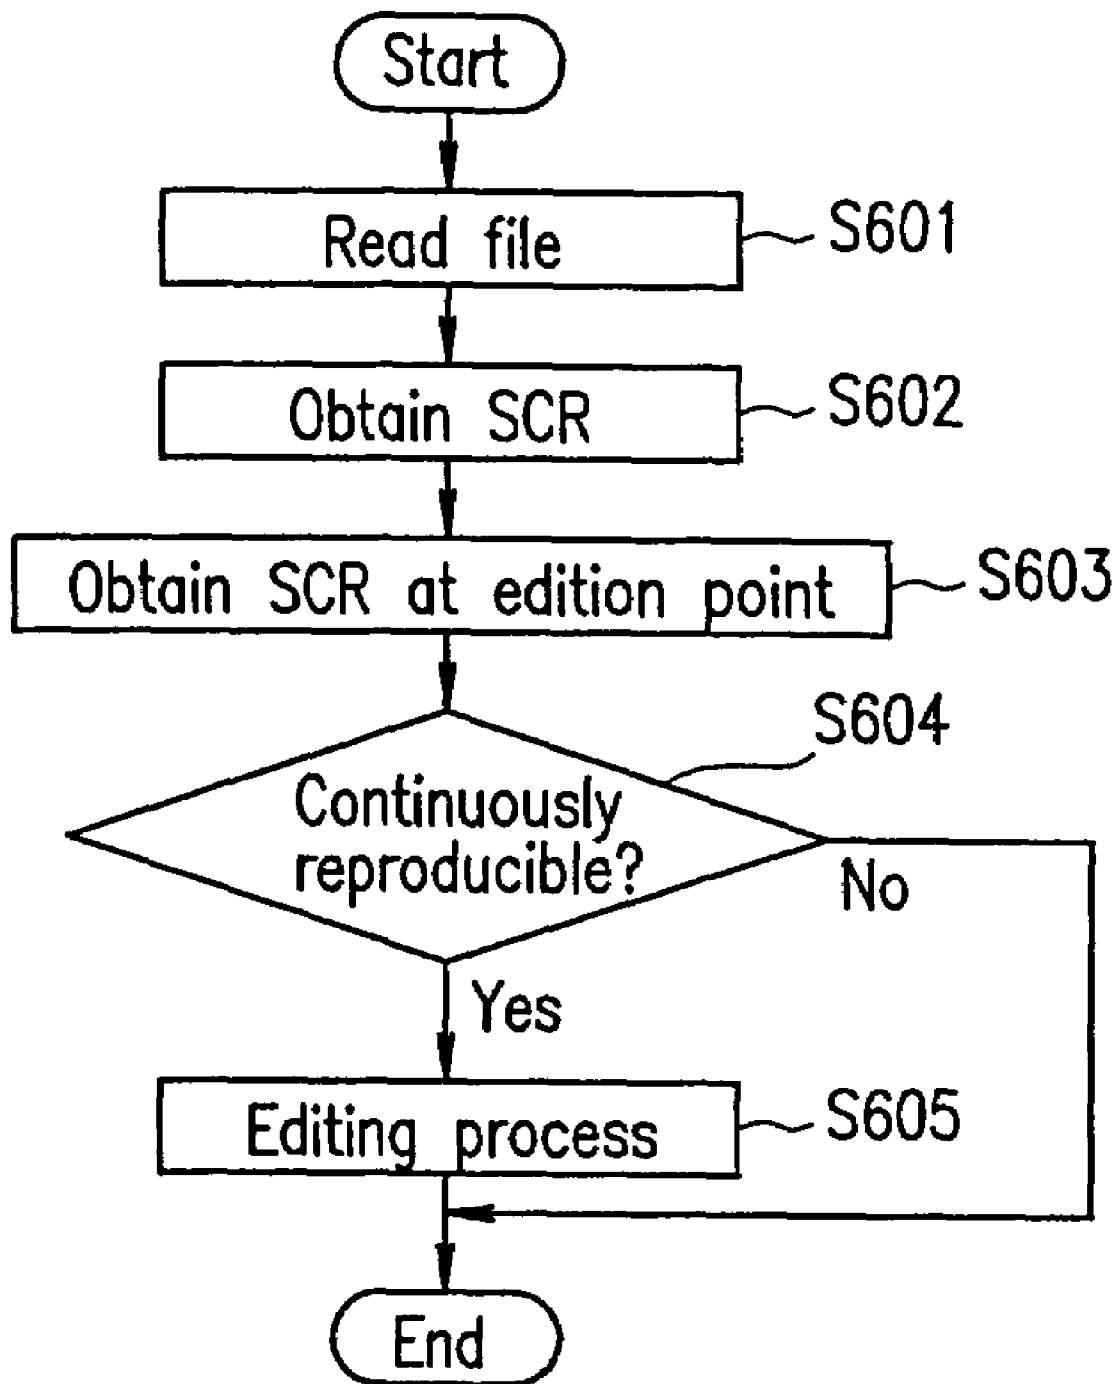 Start
Read file
S601
Obtain SCR
S602
Obtain SCR at edition point
S603
S604
Continuously
reproducible?
No
Yes
Editing process
S605
End